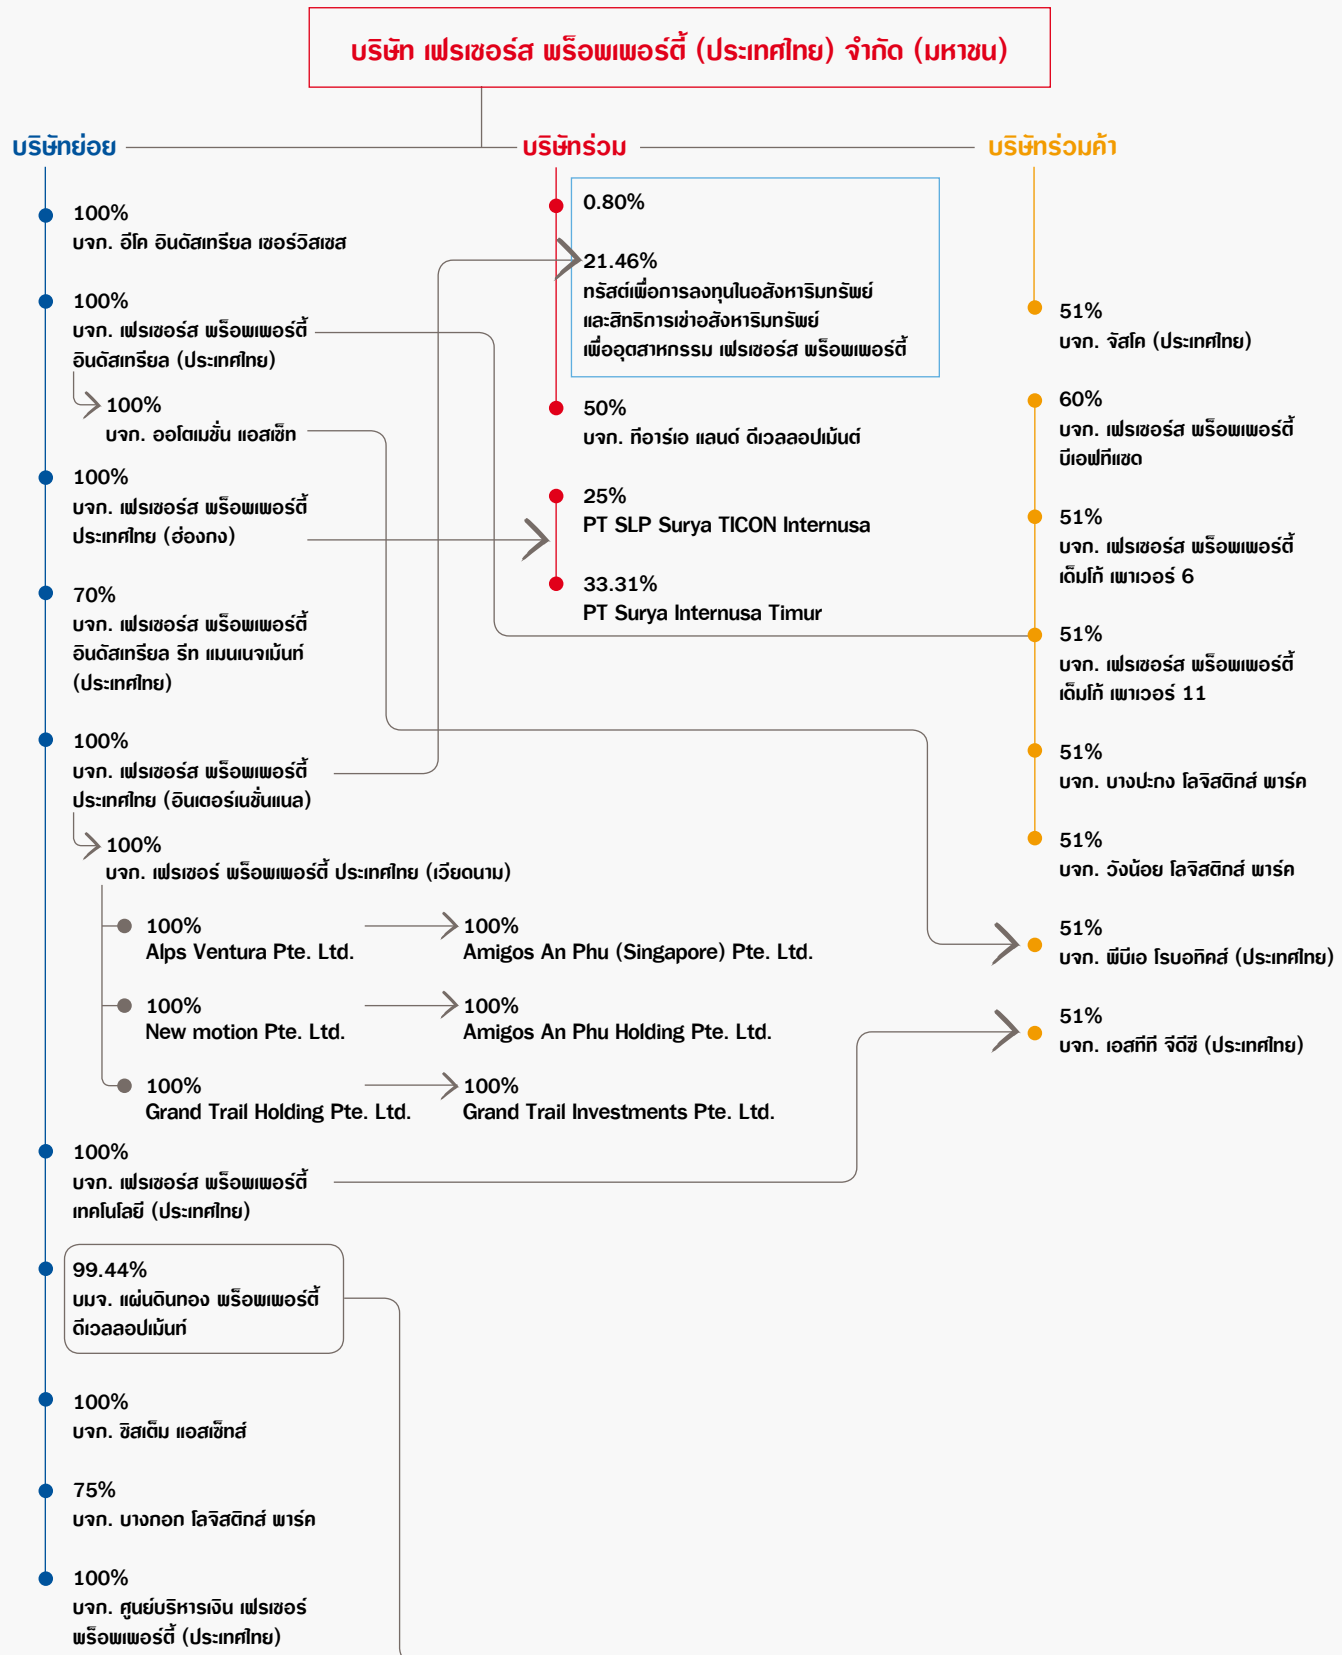 บริษัท เฟรเซอร์ส พร็อพเพอร์ตี้ (ประเทศไทย) จำกัด (มหาชน)
บริษัทย่อย
100%
บจก. อีโค อินดัสเทรียล เซอร์วิสเซส
100%
บจก. เฟรเซอร์ส พร็อพเพอร์ตี้
อินดัสเทรียล (ประเทศไทย)
100%
บจก. ออโตเมชั่น แอสเซ็ท
100%
บจก. เฟรเซอร์ส พร็อพเพอร์ตี้
ประเทศไทย (ฮ่องกง)
70%
บจก. เฟรเซอร์ส พร็อพเพอร์ตี้
อินดัสเทรียล รีท แมนเนจเม้นท์
(ประเทศไทย)
100%
บจก. เฟรเซอร์ส พร็อพเพอร์ตี้
ประเทศไทย (อินเตอร์เนชั่นแนล)
100%
บจก. เฟรเซอร์ พร็อพเพอร์ตี้ ประเทศไทย (เวียดนาม)
100%
Alps Ventura Pte. Ltd.
100%
Amigos An Phu (Singapore) Pte. Ltd.
100%
New motion Pte. Ltd.
100%
Amigos An Phu Holding Pte. Ltd.
100%
Grand Trail Holding Pte. Ltd.
100%
Grand Trail Investments Pte. Ltd.
100%
บจก. เฟรเซอร์ส พร็อพเพอร์ตี้
เทคโนโลยี (ประเทศไทย)
99.44%
บมจ. แผ่นดินทอง พร็อพเพอร์ตี้
ดีเวลลอปเม้นท์
100%
บจก. ซิสเต็ม แอสเซ็ทส์
75%
บจก. บางกอก โลจิสติกส์ พาร์ค
100%
บจก. ศูนย์บริหารเงิน เฟรเซอร์
พร็อพเพอร์ตี้ (ประเทศไทย)
บริษัทร่วม
0.80%
21.46%
ทรัสต์เพื่อการลงทุนในอสังหาริมทรัพย์
และสิทธิการเช่าอสังหาริมทรัพย์
เพื่ออุตสาหกรรม เฟรเซอร์ส พร็อพเพอร์ตี้
50%
บจก. ทีอาร์เอ แลนด์ ดีเวลลอปเม้นต์
25%
PT SLP Surya TICON Internusa
33.31%
PT Surya Internusa Timur
บริษัทร่วมค้า
51%
บจก. จัสโค (ประเทศไทย)
60%
บจก. เฟรเซอร์ส พร็อพเพอร์ตี้
บีเอฟทีแซด
51%
บจก. เฟรเซอร์ส พร็อพเพอร์ตี้
เด็มโก้ เพาเวอร์ 6
51%
บจก. เฟรเซอร์ส พร็อพเพอร์ตี้
เด็มโก้ เพาเวอร์ 11
51%
บจก. บางปะกง โลจิสติกส์ พาร์ค
51%
บจก. วังน้อย โลจิสติกส์ พาร์ค
51%
บจก. พีบีเอ โรบอทิคส์ (ประเทศไทย)
51%
บจก. เอสทีที จีดีซี (ประเทศไทย)